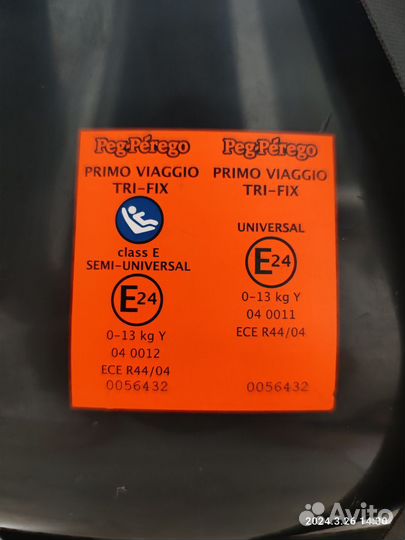 Peg-Pérego
PRIMO VIAGGIO
TRI-FIX
class E
SEMI-UNIVERSAL
E24
0-13 kg Y
04 0012
ECE R44/04
0056432
Peg-Pérego
PRIMO VIAGGIO
TRI-FIX
UNIVERSAL
E24
0-13 kg Y
04 0011
ECE R44/04
0056432
2024.3.26 14:30
Avito